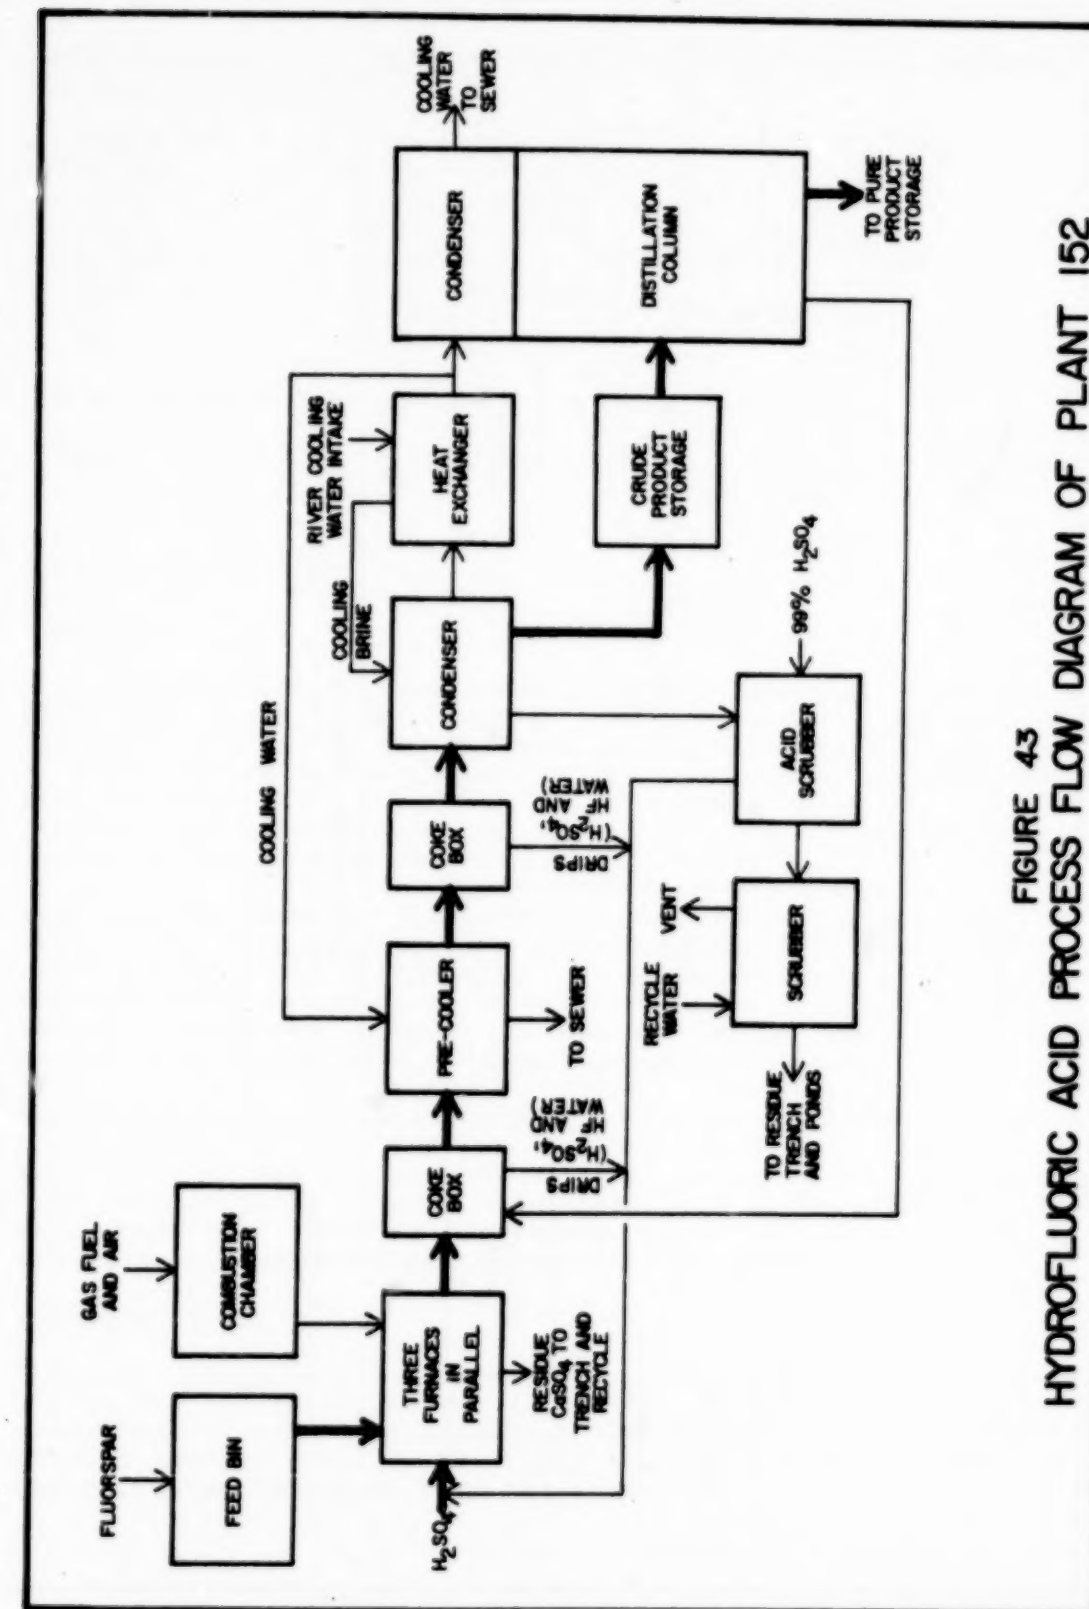 FLUORSPAR
FEED BIN
GAS FUEL
AND AIR
COMBUSTION
CHAMBER
H₂SO₄
THREE
FURNACES
IN
PARALLEL
RESIDUE
CaSO₄ TO
TRENCH AND
RECYCLE
COKE
BOX
DRIPS
(H₂SO₄,
HF AND
WATER)
PRE-COOLER
TO SEWER
COOLING WATER
COKE
BOX
DRIPS
(H₂SO₄,
HF AND
WATER)
CONDENSER
COOLING
BRINE
RIVER COOLING
WATER INTAKE
HEAT
EXCHANGER
CONDENSER
COOLING
WATER
TO
SEWER
DISTILLATION
COLUMN
TO PURE
PRODUCT
STORAGE
CRUDE
PRODUCT
STORAGE
99% H₂SO₄
ACID
SCRUBBER
SCRUBBER
VENT
RECYCLE
WATER
TO RESIDUE
TRENCH
AND PONDS
FIGURE 43
HYDROFLUORIC ACID PROCESS FLOW DIAGRAM OF PLANT 152